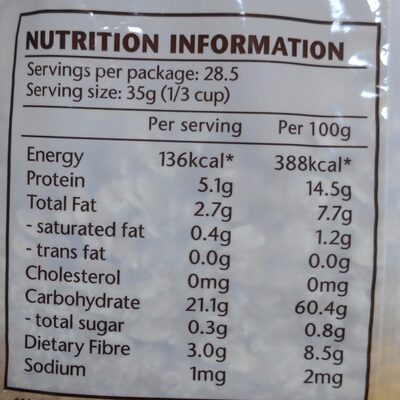 NUTRITION INFORMATION
Servings per package: 28.5
Serving size: 35g (1/3 cup)
Per serving Per 100g
Energy 136kcal* 388kcal*
Protein 5.1g 14.5g
Total Fat 2.7g 7.7g
- saturated fat 0.4g 1.2g
- trans fat 0.0g 0.0g
Cholesterol 0mg 0mg
Carbohydrate 21.1g 60.4g
- total sugar 0.3g 0.8g
Dietary Fibre 3.0g 8.5g
Sodium 1mg 2mg